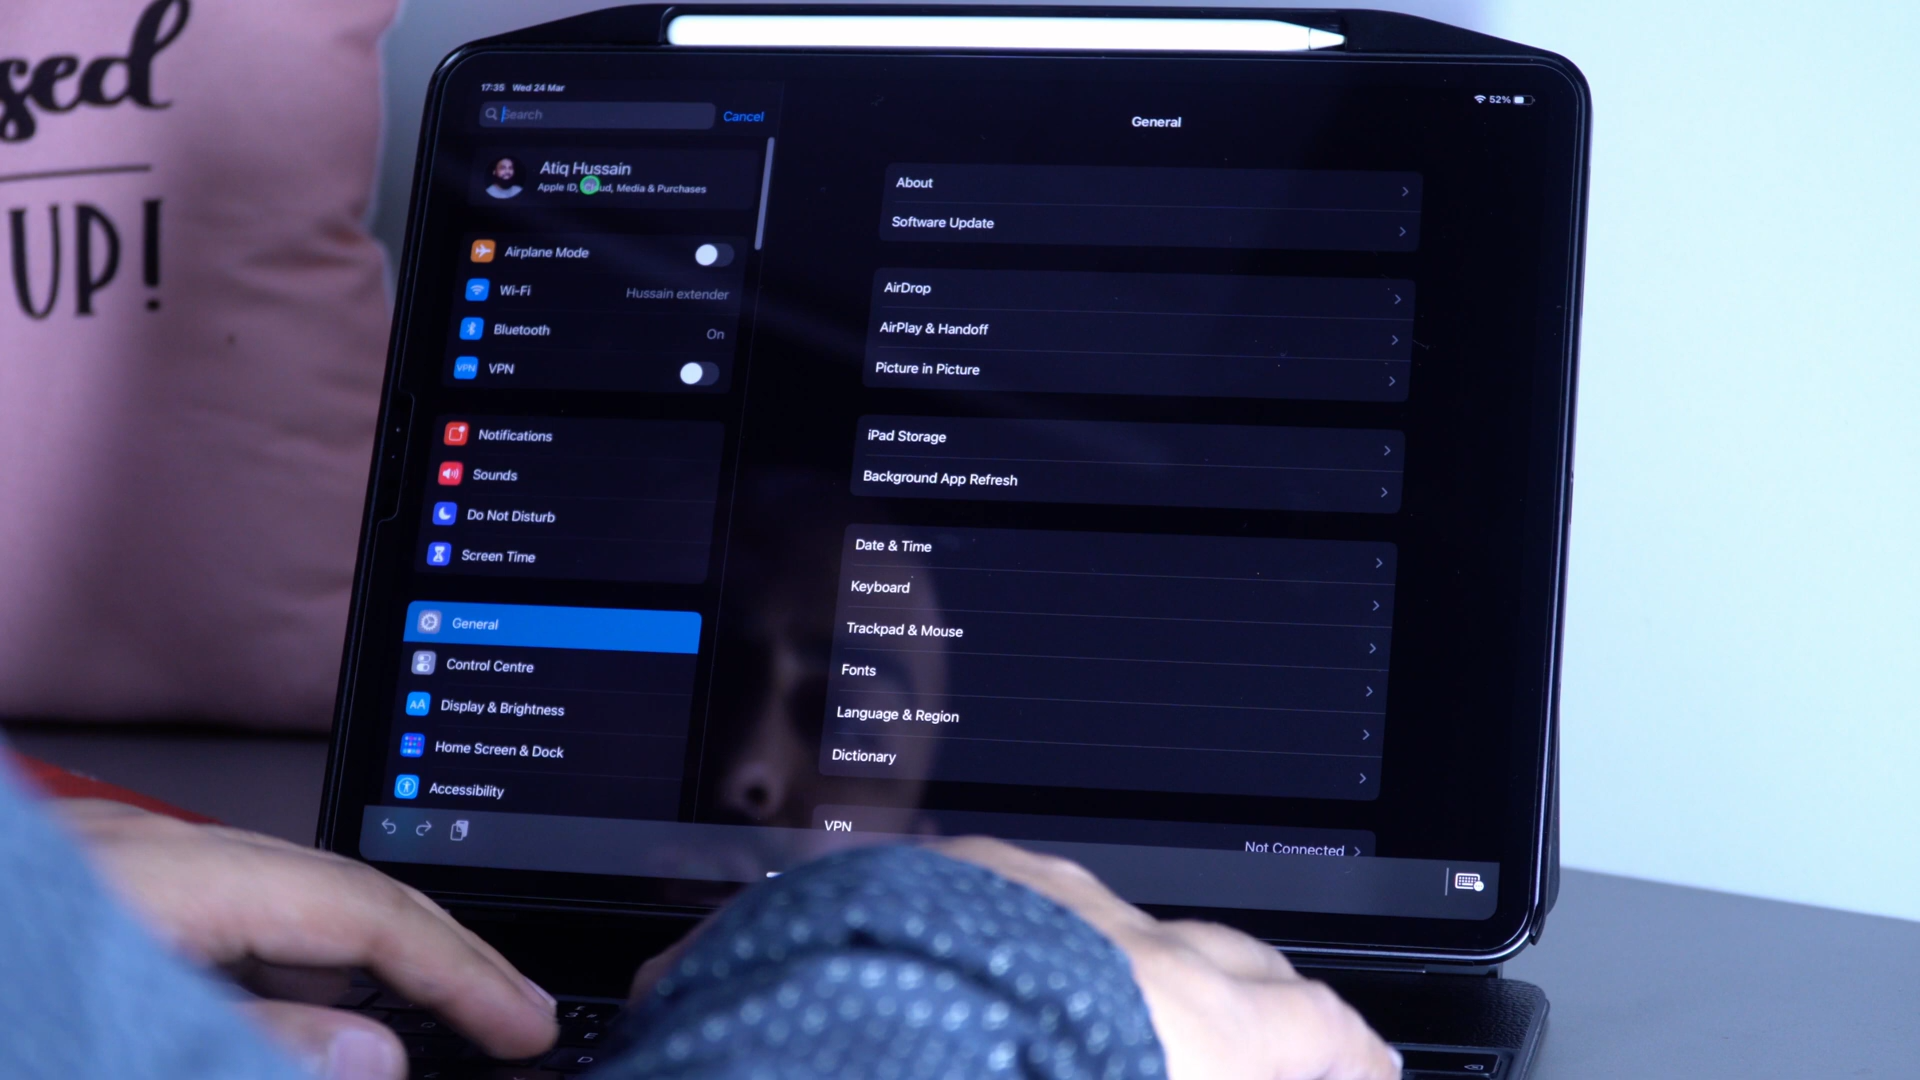 sed
UP!
17:35 Wed 24 Mar
52%
Search
Cancel
Atiq Hussain
Apple ID, iCloud, Media & Purchases
Airplane Mode
Wi-Fi
Hussain extender
Bluetooth
On
VPN
VPN
Notifications
Sounds
Do Not Disturb
Screen Time
General
Control Centre
AA
Display & Brightness
Home Screen & Dock
Accessibility
General
About
Software Update
AirDrop
AirPlay & Handoff
Picture in Picture
iPad Storage
Background App Refresh
Date & Time
Keyboard
Trackpad & Mouse
Fonts
Language & Region
Dictionary
VPN
Not Connected
E
D